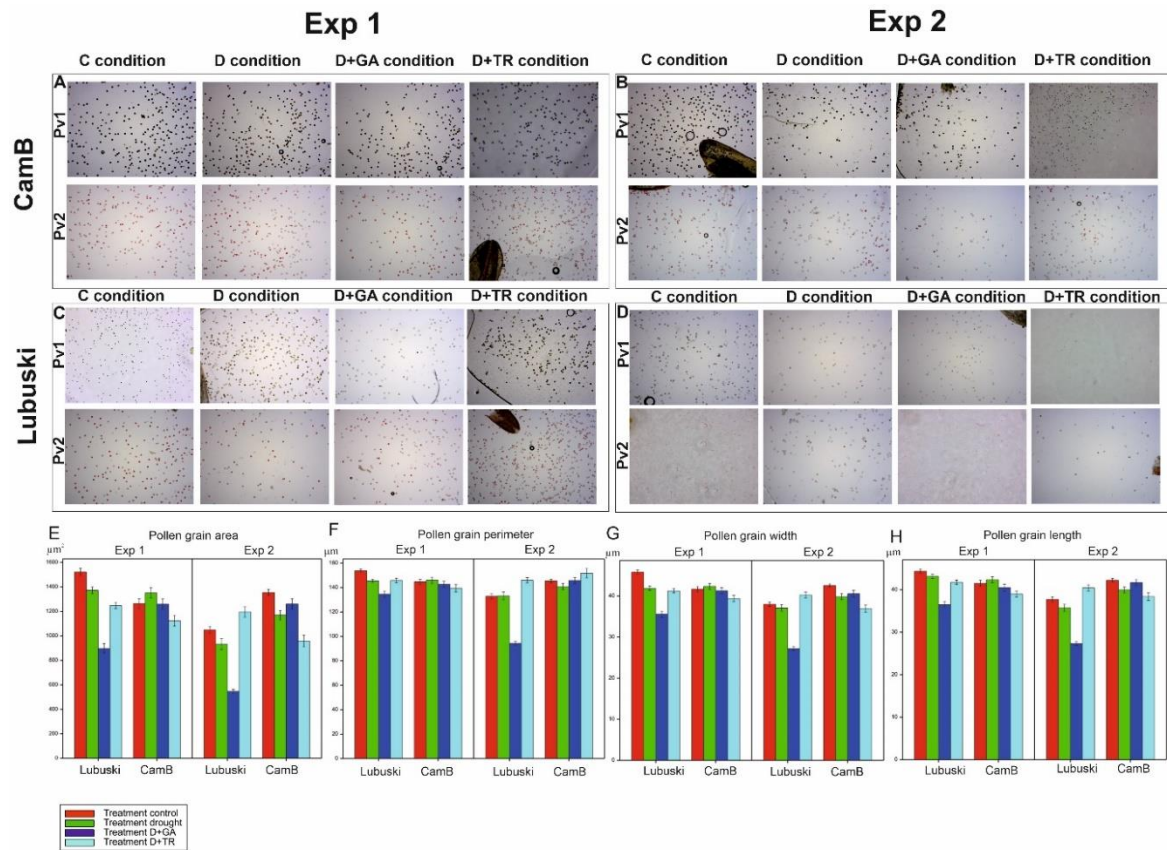 Exp 1
Exp 2
C condition D condition D+GA condition D+TR condition
C condition D condition D+GA condition D+TR condition
CamB
A
Pv1
Pv2
B
Pv1
Pv2
C condition D condition D+GA condition D+TR condition
C condition D condition D+GA condition D+TR condition
Lubuski
C
Pv1
Pv2
D
Pv1
Pv2
E
Pollen grain area
μm²
Exp 1 Exp 2
1600
1400
1200
1000
800
600
400
200
0
Lubuski CamB Lubuski CamB
F
Pollen grain perimeter
μm
Exp 1 Exp 2
160
140
120
100
80
60
40
20
0
Lubuski CamB Lubuski CamB
G
Pollen grain width
μm
Exp 1 Exp 2
40
30
20
10
0
Lubuski CamB Lubuski CamB
H
Pollen grain length
μm
Exp 1 Exp 2
40
30
20
10
0
Lubuski CamB Lubuski CamB
Treatment control
Treatment drought
Treatment D+GA
Treatment D+TR